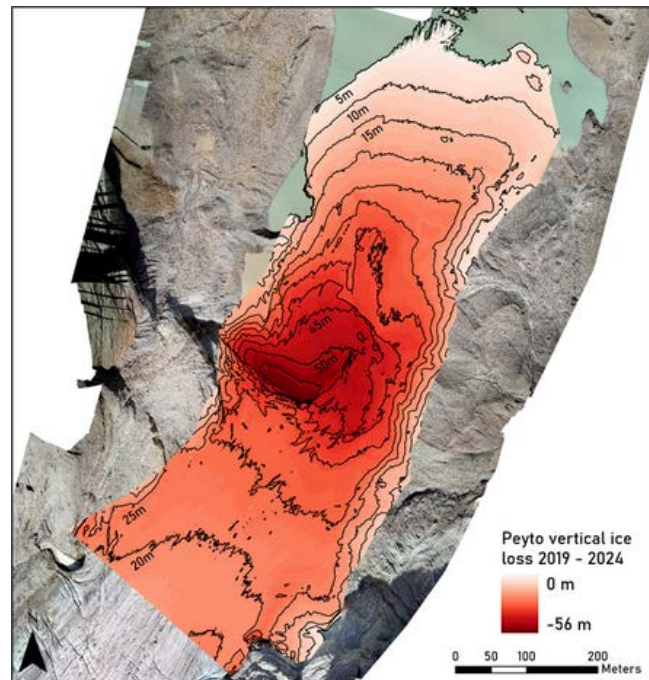 5m
10m
15m
45m
50m
25m
20m
Peyto vertical ice
loss 2019 - 2024
0 m
-56 m
0 50 100 200
Meters